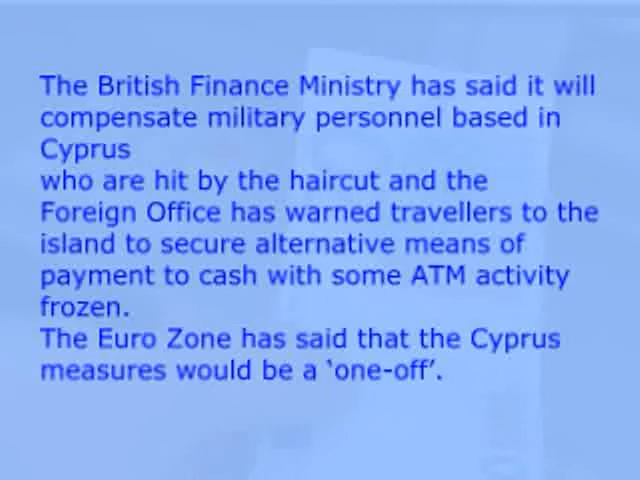 The British Finance Ministry has said it will
compensate military personnel based in
Cyprus
who are hit by the haircut and the
Foreign Office has warned travellers to the
island to secure alternative means of
payment to cash with some ATM activity
frozen.
The Euro Zone has said that the Cyprus
measures would be a ‘one-off’.